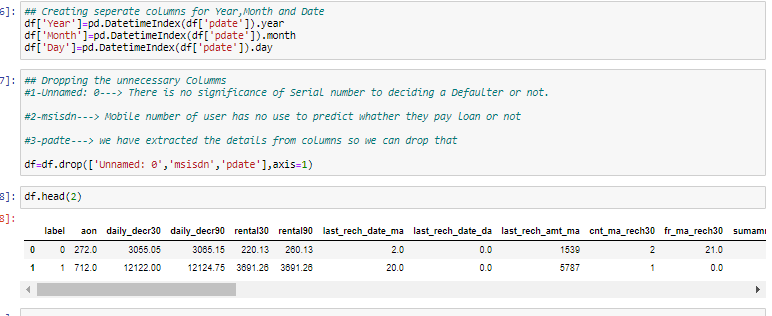 6]: ## Creating seperate columns for Year,Month and Date
df['Year']=pd.DatetimeIndex(df['pdate']).year
df['Month']=pd.DatetimeIndex(df['pdate']).month
df['Day']=pd.DatetimeIndex(df['pdate']).day
7]: ## Dropping the unnecessary Columms
#1-Unnamed: 0---> There is no significance of Serial number to deciding a Defaulter or not.
#2-msisdn---> Mobile number of user has no use to predict whather they pay loan or not
#3-padte---> we have extracted the details from columns so we can drop that
df=df.drop(['Unnamed: 0','msisdn','pdate'],axis=1)
8]: df.head(2)
8]:
label aon daily_decr30 daily_decr90 rental30 rental90 last_rech_date_ma last_rech_date_da last_rech_amt_ma cnt_ma_rech30 fr_ma_rech30
0 0 272.0 3055.05 3065.15 220.13 260.13 2.0 0.0 1539 2 21.0
1 1 712.0 12122.00 12124.75 3691.26 3691.26 20.0 0.0 5787 1 0.0